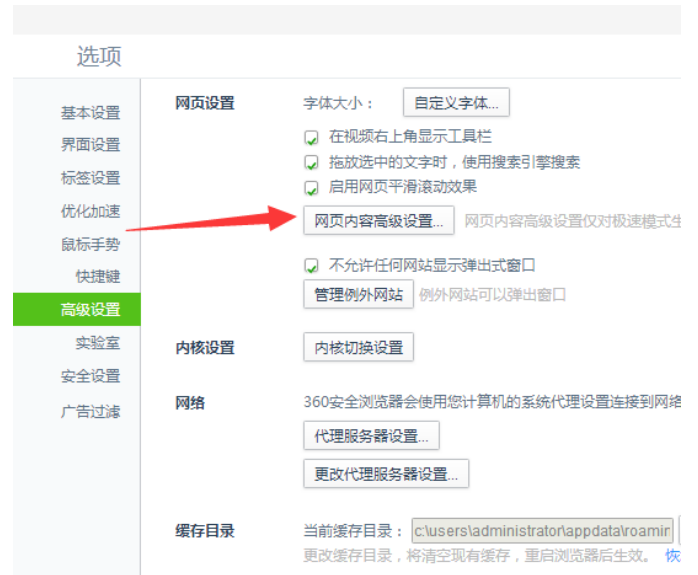 选项
基本设置
界面设置
标签设置
优化加速
鼠标手势
快捷键
高级设置
实验室
安全设置
广告过滤
网页设置
字体大小： 自定义字体...
在视频右上角显示工具栏
拖放选中的文字时，使用搜索引擎搜索
启用网页平滑滚动效果
网页内容高级设置... 网页内容高级设置仅对极速模式生
不允许任何网站显示弹出式窗口
管理例外网站 例外网站可以弹出窗口
内核设置 内核切换设置
网络 360安全浏览器会使用您计算机的系统代理设置连接到网络
代理服务器设置...
更改代理服务器设置...
缓存目录 当前缓存目录： c:\users\administrator\appdata\roamin
更改缓存目录，将清空现有缓存，重启浏览器后生效。 恢